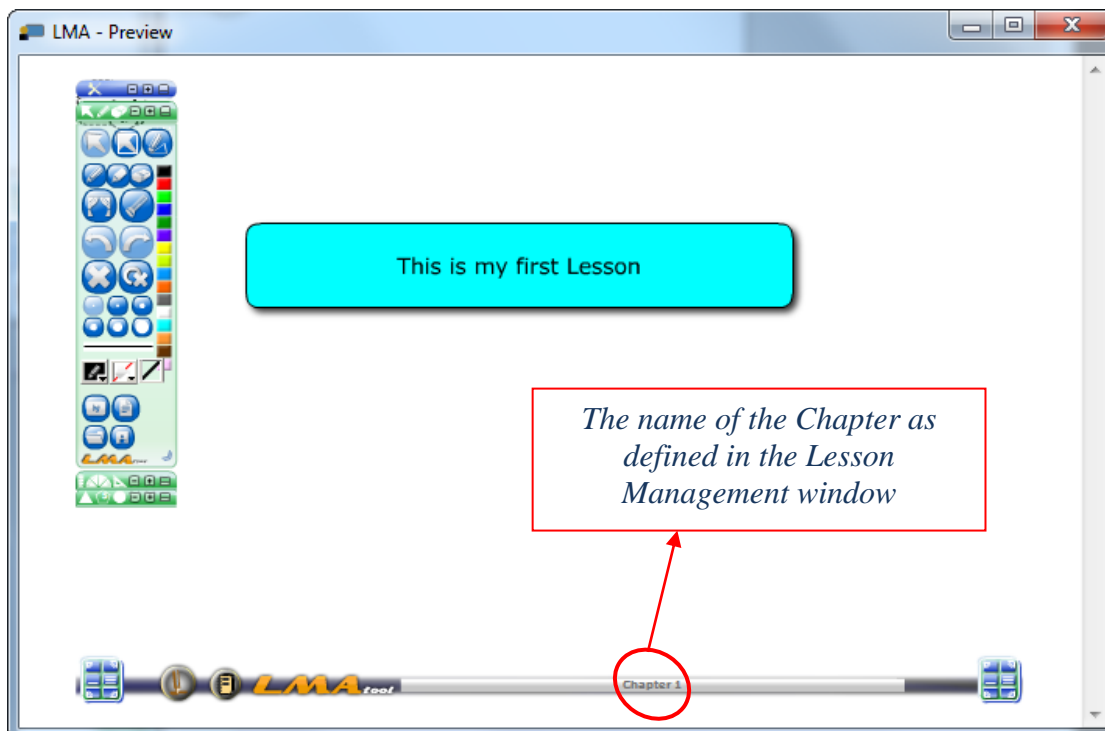 LMA - Preview
This is my first Lesson
The name of the Chapter as
defined in the Lesson
Management window
LMA
LMA tool
Chapter 1